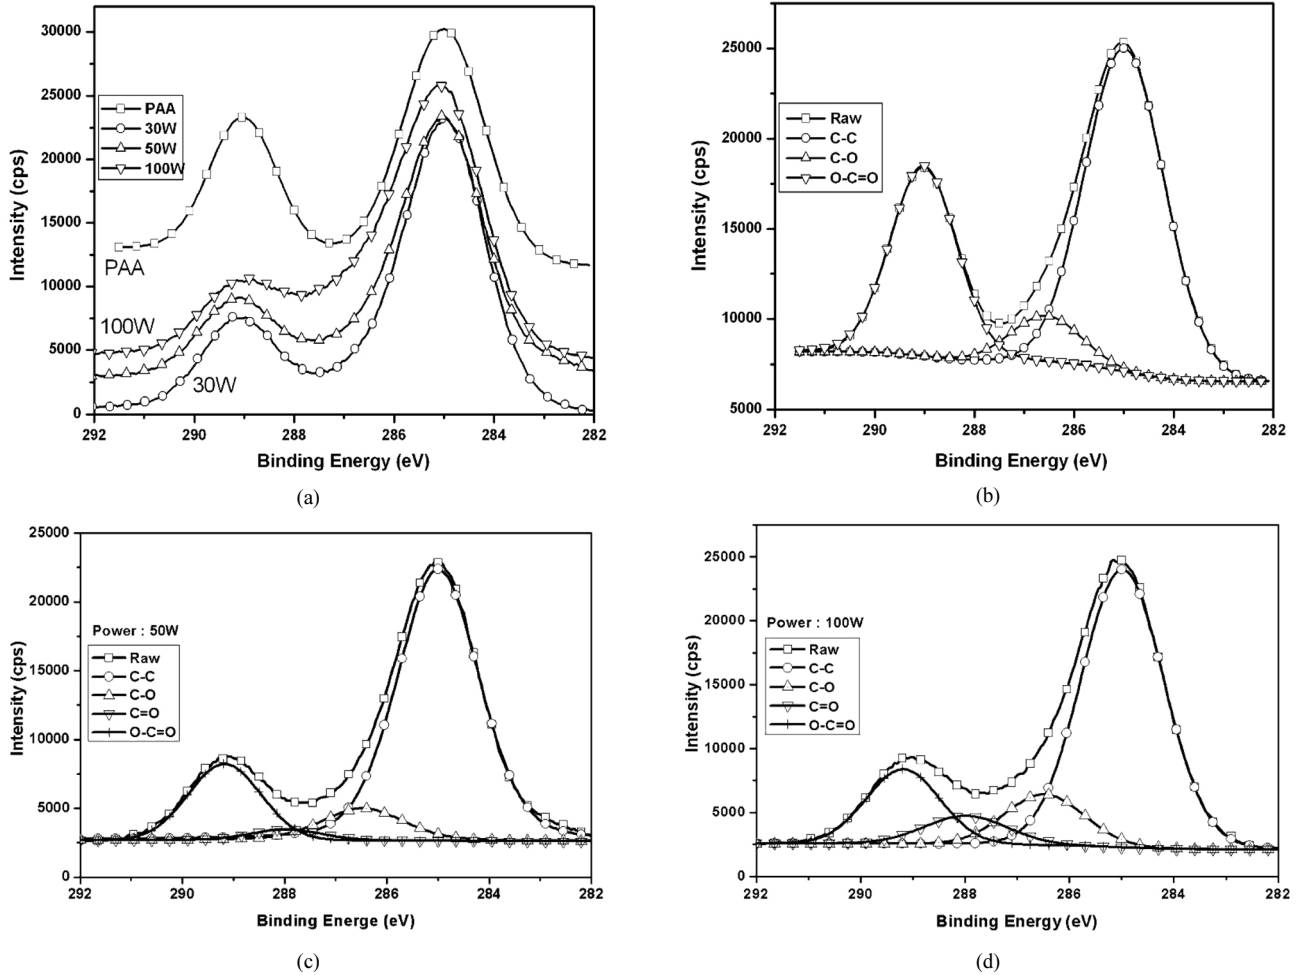 30000
25000
20000
15000
10000
5000
0
Intensity (cps)
PAA
30W
50W
100W
PAA
100W
30W
292 290 288 286 284 282
Binding Energy (eV)
(a)
25000
20000
15000
10000
5000
Intensity (cps)
Raw
C-C
C-O
O-C=O
292 290 288 286 284 282
Binding Energy (eV)
(b)
25000
20000
15000
10000
5000
0
Intensity (cps)
Power : 50W
Raw
C-C
C-O
C=O
O-C=O
292 290 288 286 284 282
Binding Energe (eV)
(c)
25000
20000
15000
10000
5000
0
Intensity (cps)
Power : 100W
Raw
C-C
C-O
C=O
O-C=O
292 290 288 286 284 282
Binding Energy (eV)
(d)